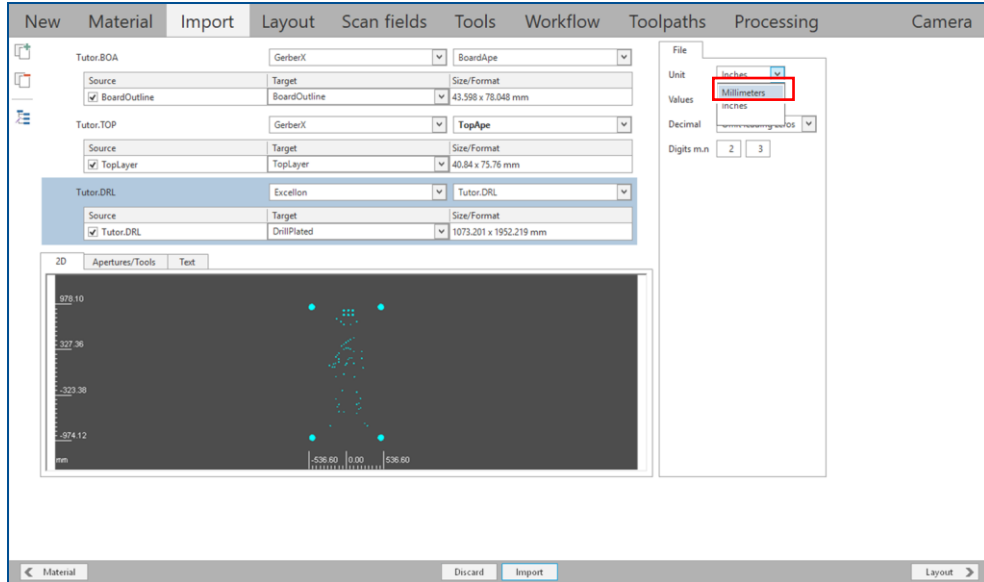 New Material Import Layout Scan fields Tools Workflow Toolpaths Processing Camera
Tutor.BOA GerberX BoardApe
Source Target Size/Format
BoardOutline BoardOutline 43.598 x 78.048 mm
Tutor.TOP GerberX TopApe
Source Target Size/Format
TopLayer TopLayer 40.84 x 75.76 mm
Tutor.DRL Excellon Tutor.DRL
Source Target Size/Format
Tutor.DRL DrillPlated 1073.201 x 1952.219 mm
2D Apertures/Tools Text
978.10
327.36
-323.38
-974.12
mm -536.60 0.00 536.60
File
Unit Inches
Millimeters
Values Inches
Decimal
Digits m.n 2 3
Material Discard Import Layout